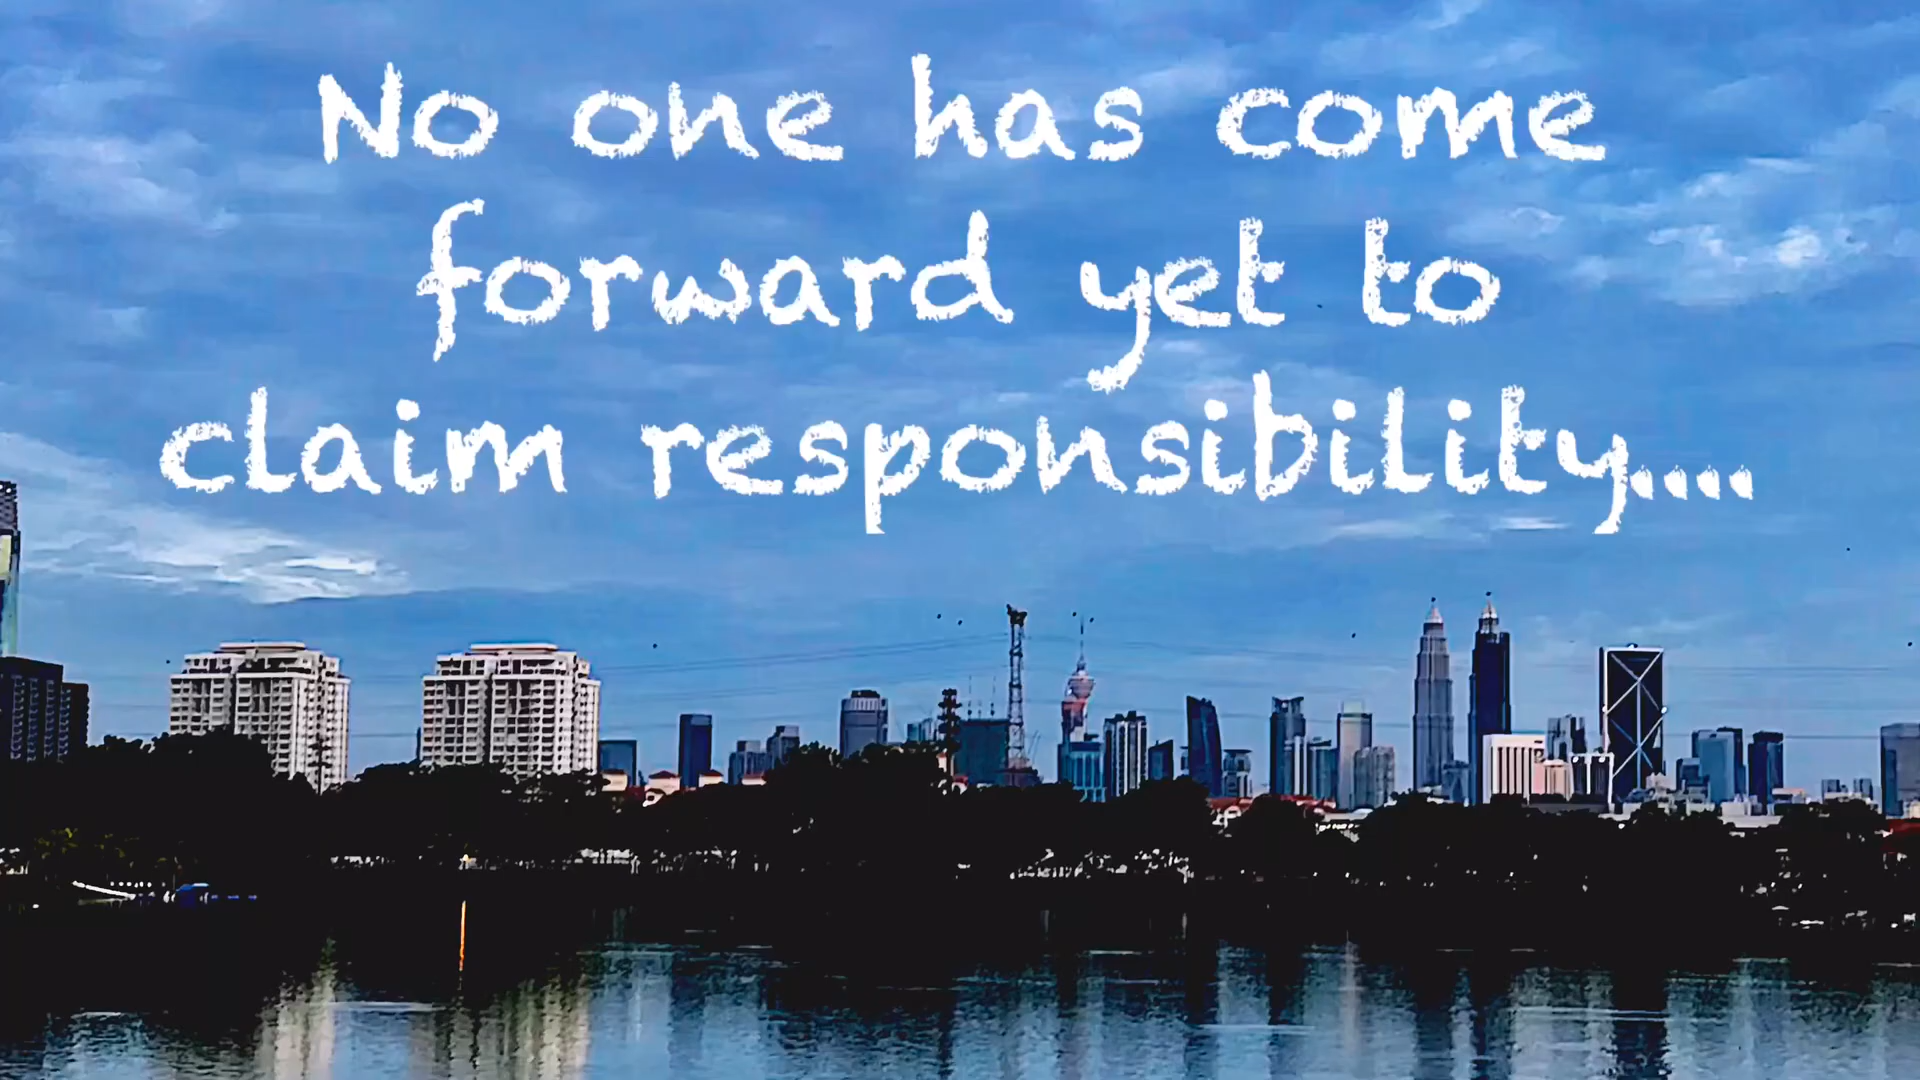 No one has come
forward yet to
claim responsibility....